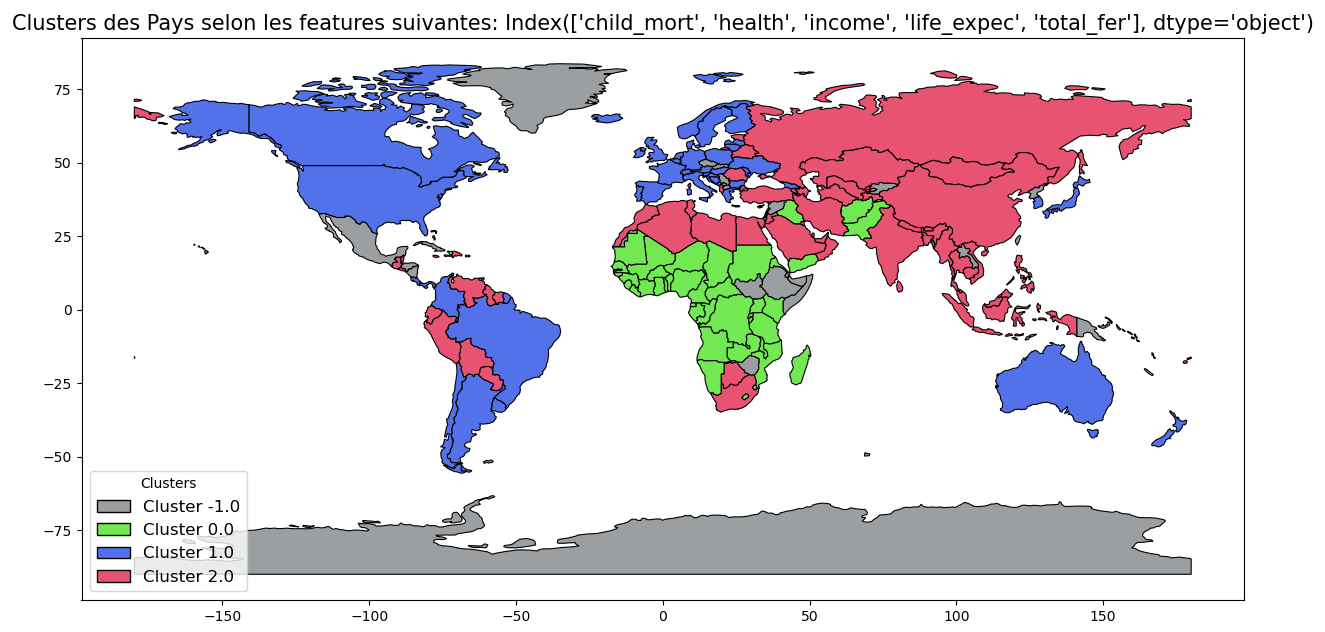 Clusters des Pays selon les features suivantes: Index(['child_mort', 'health', 'income', 'life_expec', 'total_fer'], dtype='object')
75
50
25
0
−25
−50
−75
Clusters
Cluster -1.0
Cluster 0.0
Cluster 1.0
Cluster 2.0
−150 −100 −50 0 50 100 150